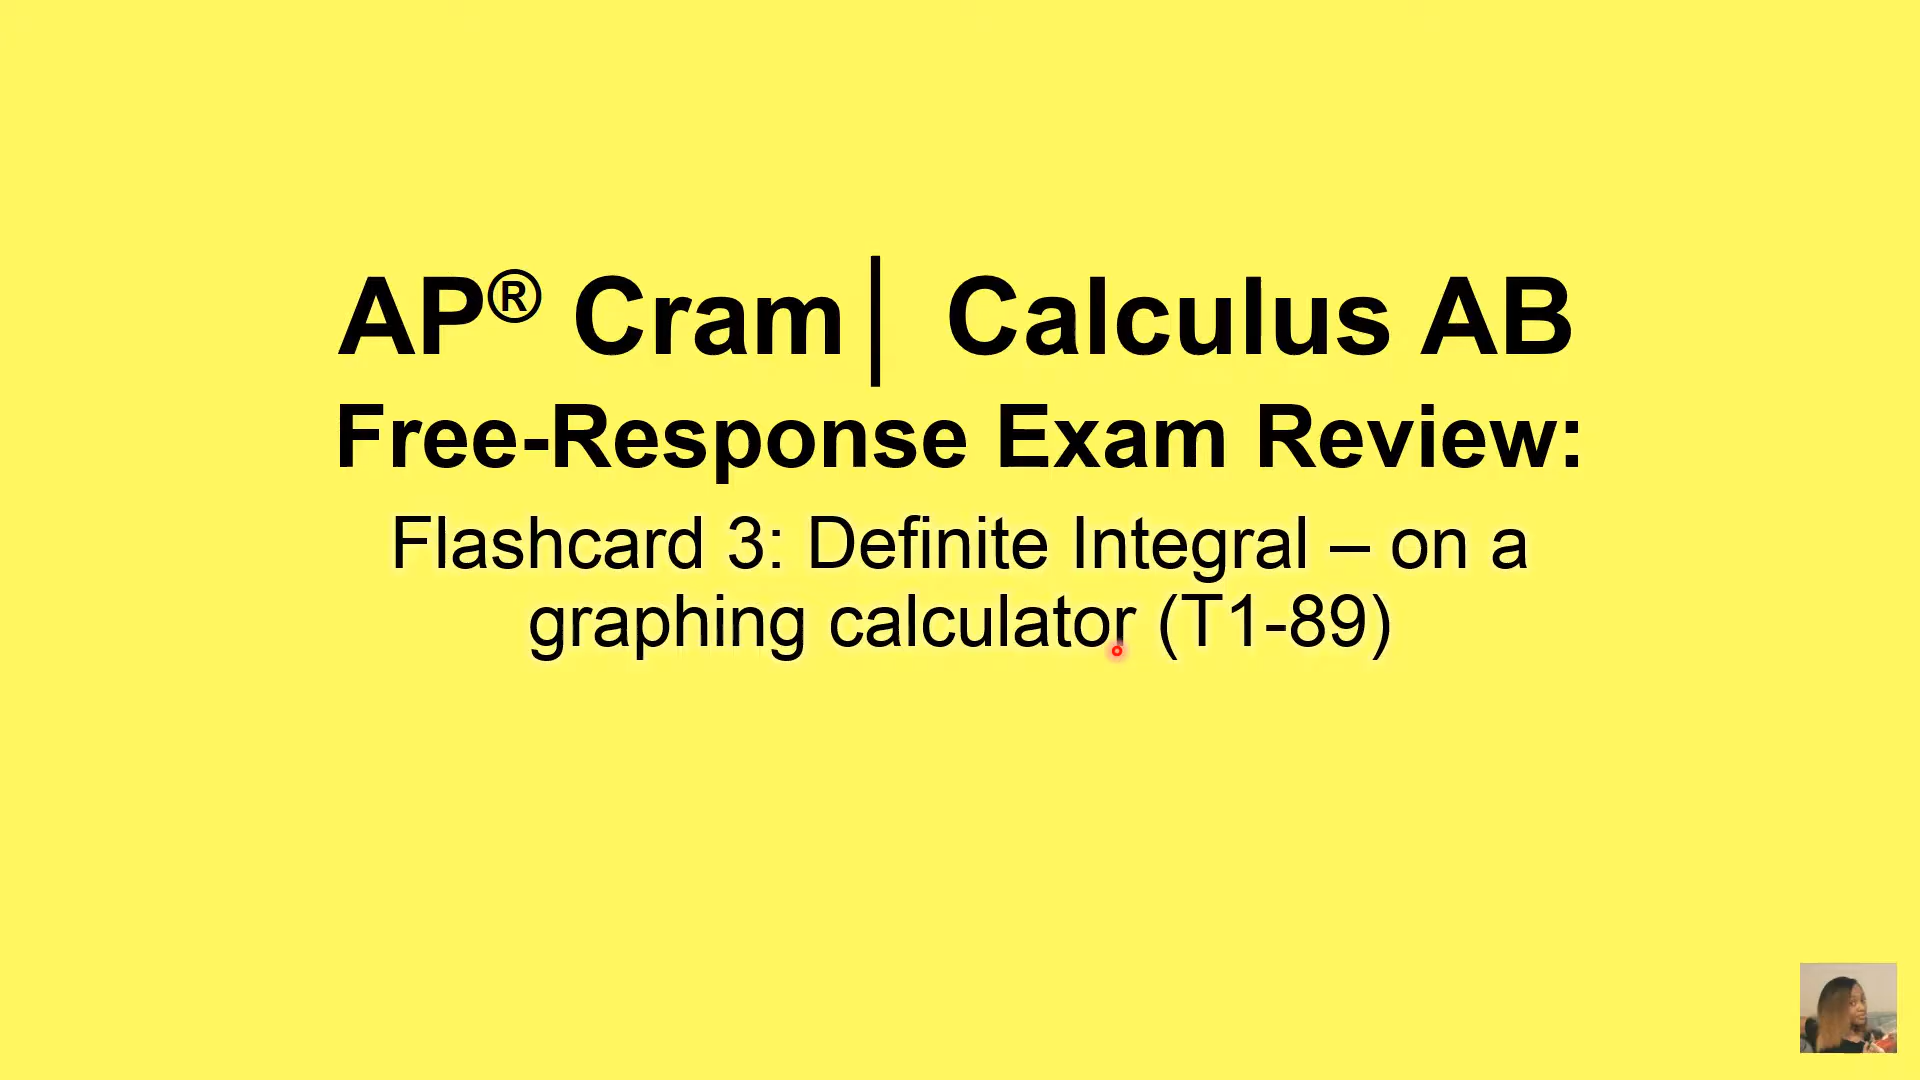 AP® Cram│ Calculus AB
Free-Response Exam Review:
Flashcard 3: Definite Integral – on a
graphing calculator (T1-89)